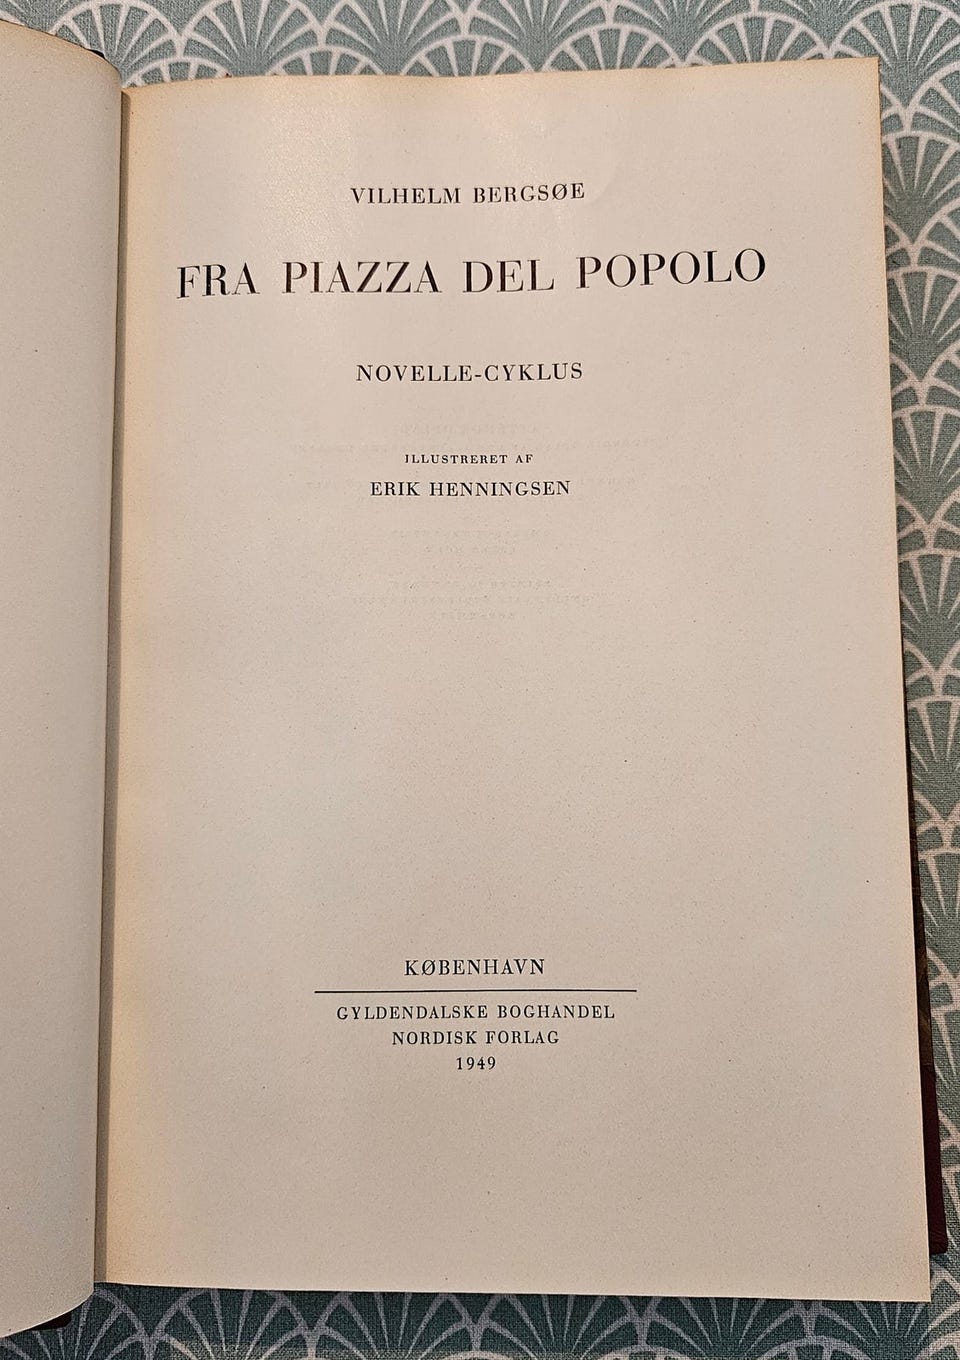 VILHELM BERGSØE
FRA PIAZZA DEL POPOLO
NOVELLE-CYKLUS
ILLUSTRERET AF
ERIK HENNINGSEN
KØBENHAVN
GYLDENDALSKE BOGHANDEL
NORDISK FORLAG
1949